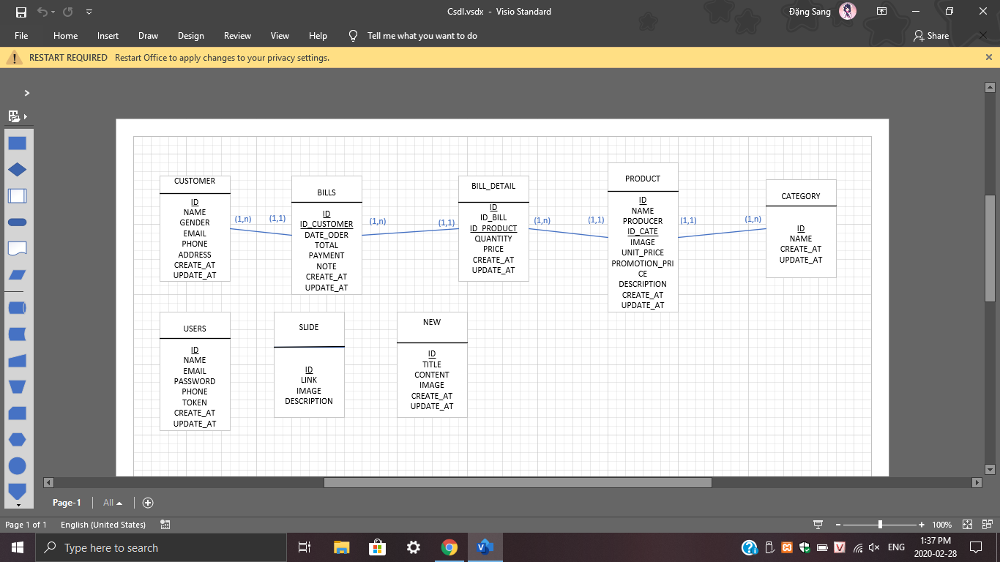 Csdl.vsdx - Visio Standard
Đặng Sang
File Home Insert Draw Design Review View Help Tell me what you want to do Share
RESTART REQUIRED Restart Office to apply changes to your privacy settings.
CUSTOMER
ID
NAME
GENDER
EMAIL
PHONE
ADDRESS
CREATE_AT
UPDATE_AT
(1,n)
(1,1)
BILLS
ID
ID_CUSTOMER
DATE_ODER
TOTAL
PAYMENT
NOTE
CREATE_AT
UPDATE_AT
(1,n)
(1,1)
BILL_DETAIL
ID
ID_BILL
ID_PRODUCT
QUANTITY
PRICE
CREATE_AT
UPDATE_AT
(1,n)
(1,1)
PRODUCT
ID
NAME
PRODUCER
ID_CATE
IMAGE
UNIT_PRICE
PROMOTION_PRI
CE
DESCRIPTION
CREATE_AT
UPDATE_AT
(1,1)
(1,n)
CATEGORY
ID
NAME
CREATE_AT
UPDATE_AT
USERS
ID
NAME
EMAIL
PASSWORD
PHONE
TOKEN
CREATE_AT
UPDATE_AT
SLIDE
ID
LINK
IMAGE
DESCRIPTION
NEW
ID
TITLE
CONTENT
IMAGE
CREATE_AT
UPDATE_AT
Page-1 All
Page 1 of 1 English (United States) 100%
Type here to search
ENG
1:37 PM
2020-02-28